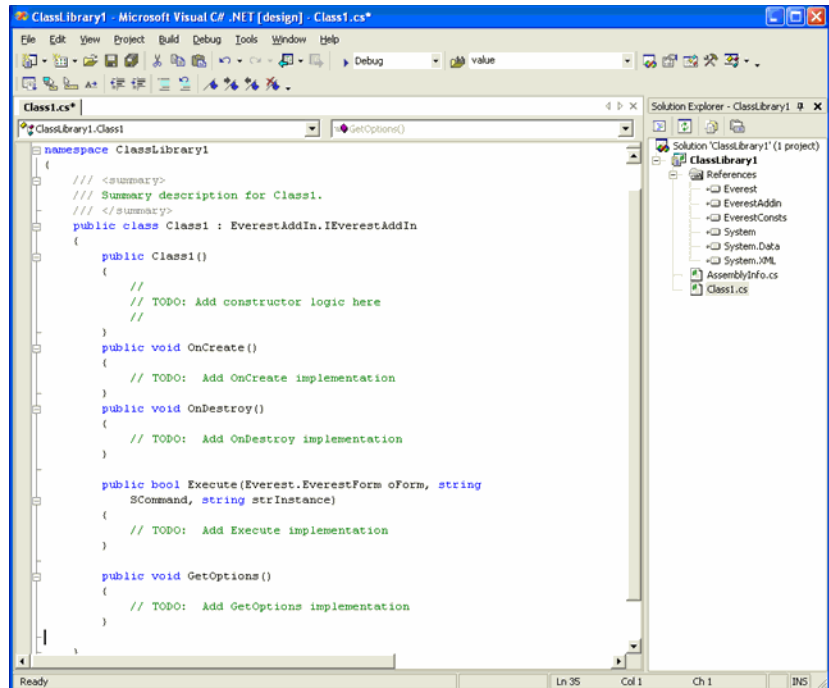 ClassLibrary1 - Microsoft Visual C# .NET [design] - Class1.cs*
File Edit View Project Build Debug Tools Window Help
Debug value
Class1.cs*
Solution Explorer - ClassLibrary1
ClassLibrary1.Class1 GetOptions()
namespace ClassLibrary1
{
/// <summary>
/// Summary description for Class1.
/// </summary>
public class Class1 : EverestAddIn.IEverestAddIn
{
public Class1()
{
//
// TODO: Add constructor logic here
//
}
public void OnCreate()
{
// TODO: Add OnCreate implementation
}
public void OnDestroy()
{
// TODO: Add OnDestroy implementation
}
public bool Execute(Everest.EverestForm oForm, string
SCommand, string strInstance)
{
// TODO: Add Execute implementation
}
public void GetOptions()
{
// TODO: Add GetOptions implementation
}
}
Solution 'ClassLibrary1' (1 project)
ClassLibrary1
References
Everest
EverestAddin
EverestConsts
System
System.Data
System.XML
AssemblyInfo.cs
Class1.cs
Ready Ln 35 Col 1 Ch 1 INS